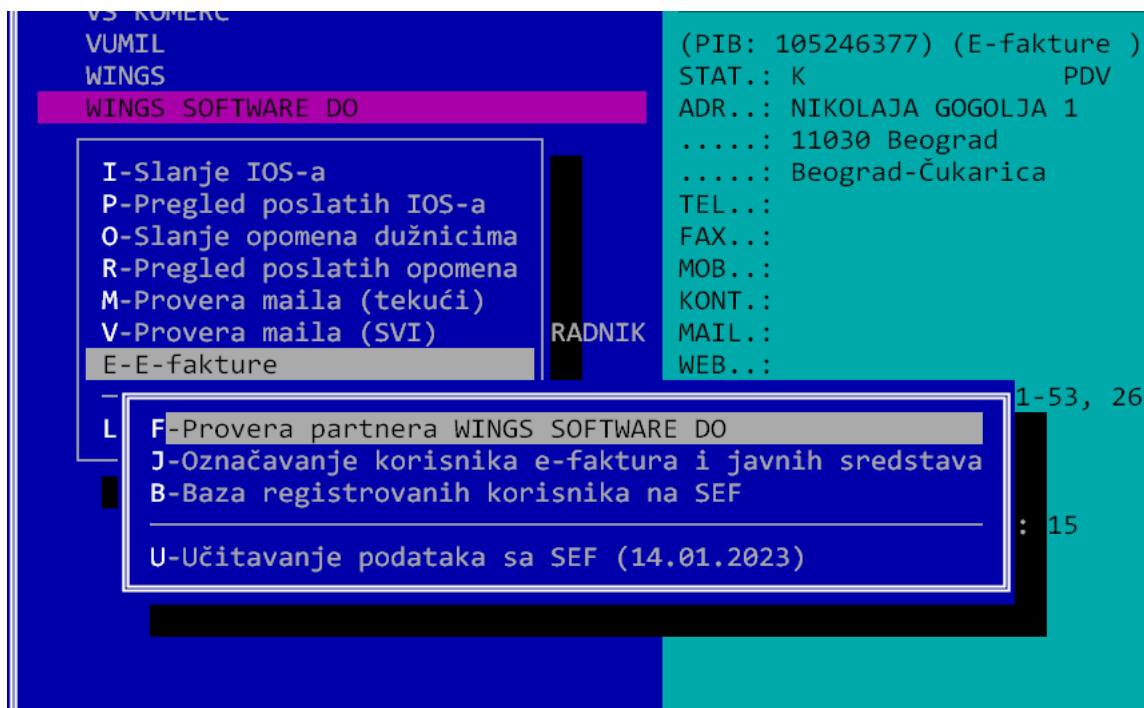 VS KOMERC
VUMIL
WINGS
WINGS SOFTWARE DO
I-Slanje IOS-a
P-Pregled poslatih IOS-a
O-Slanje opomena dužnicima
R-Pregled poslatih opomena
M-Provera maila (tekući)
V-Provera maila (SVI)
E-E-fakture
L
RADNIK
F-Provera partnera WINGS SOFTWARE DO
J-Označavanje korisnika e-faktura i javnih sredstava
B-Baza registrovanih korisnika na SEF
U-Učitavanje podataka sa SEF (14.01.2023)
(PIB: 105246377) (E-fakture )
STAT.: K PDV
ADR..: NIKOLAJA GOGOLJA 1
.....: 11030 Beograd
.....: Beograd-Čukarica
TEL..:
FAX..:
MOB..:
KONT.:
MAIL.:
WEB..:
1-53, 26
: 15